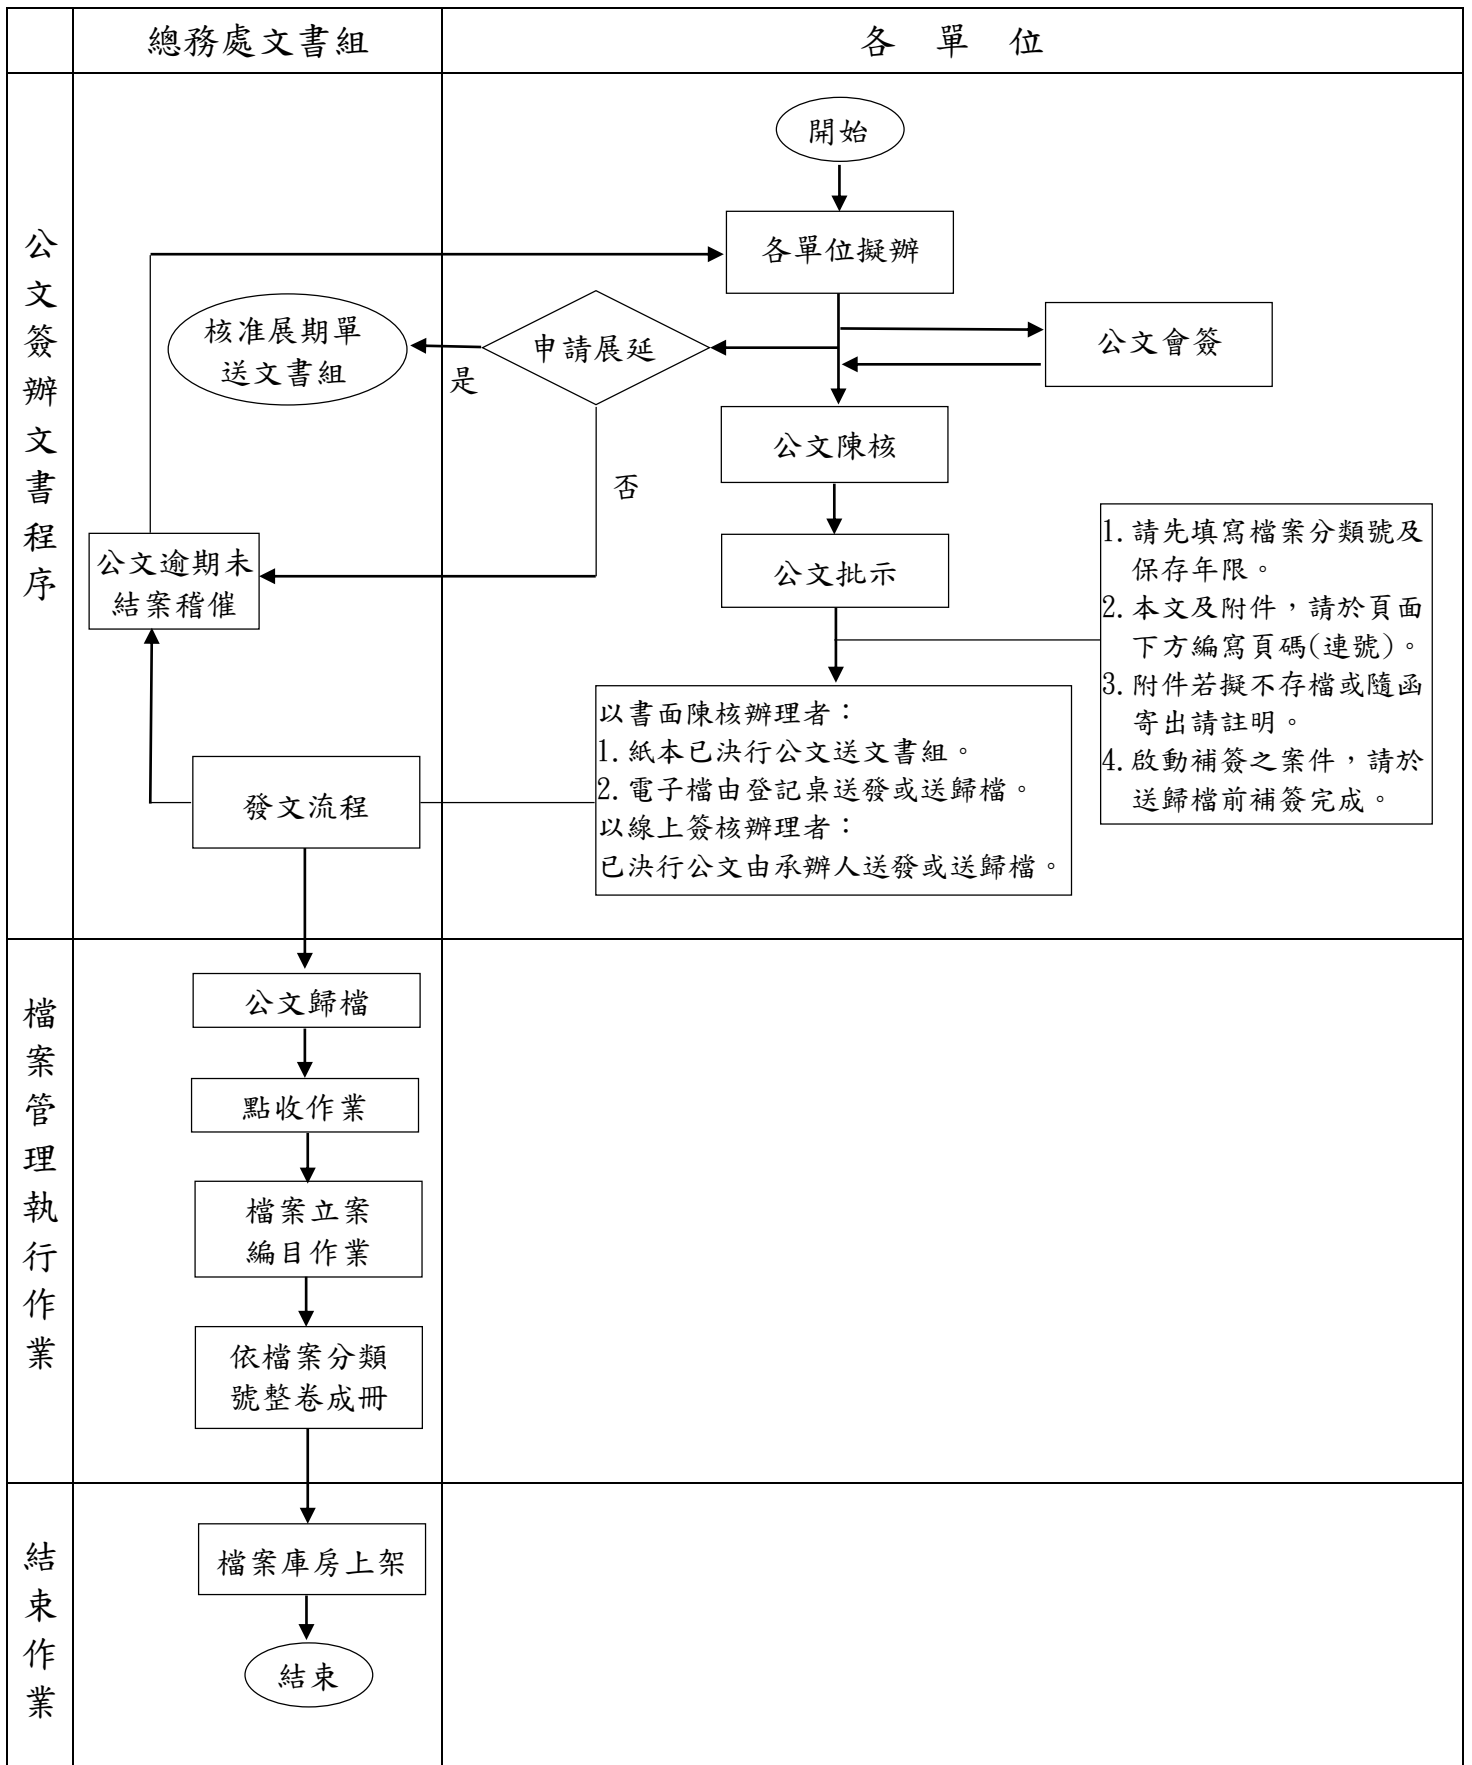 總務處文書組
各 單 位
公文簽辦文書程序
開始
各單位擬辦
核准展期單
送文書組
申請展延
是
否
公文會簽
公文陳核
公文批示
公文逾期未
結案稽催
1.請先填寫檔案分類號及
保存年限。
2.本文及附件，請於頁面
下方編寫頁碼(連號)。
3.附件若擬不存檔或隨函
寄出請註明。
4.啟動補簽之案件，請於
送歸檔前補簽完成。
以書面陳核辦理者：
1.紙本已決行公文送文書組。
2.電子檔由登記桌送發或送歸檔。
以線上簽核辦理者：
已決行公文由承辦人送發或送歸檔。
發文流程
檔案管理執行作業
公文歸檔
點收作業
檔案立案
編目作業
依檔案分類
號整卷成冊
結束作業
檔案庫房上架
結束